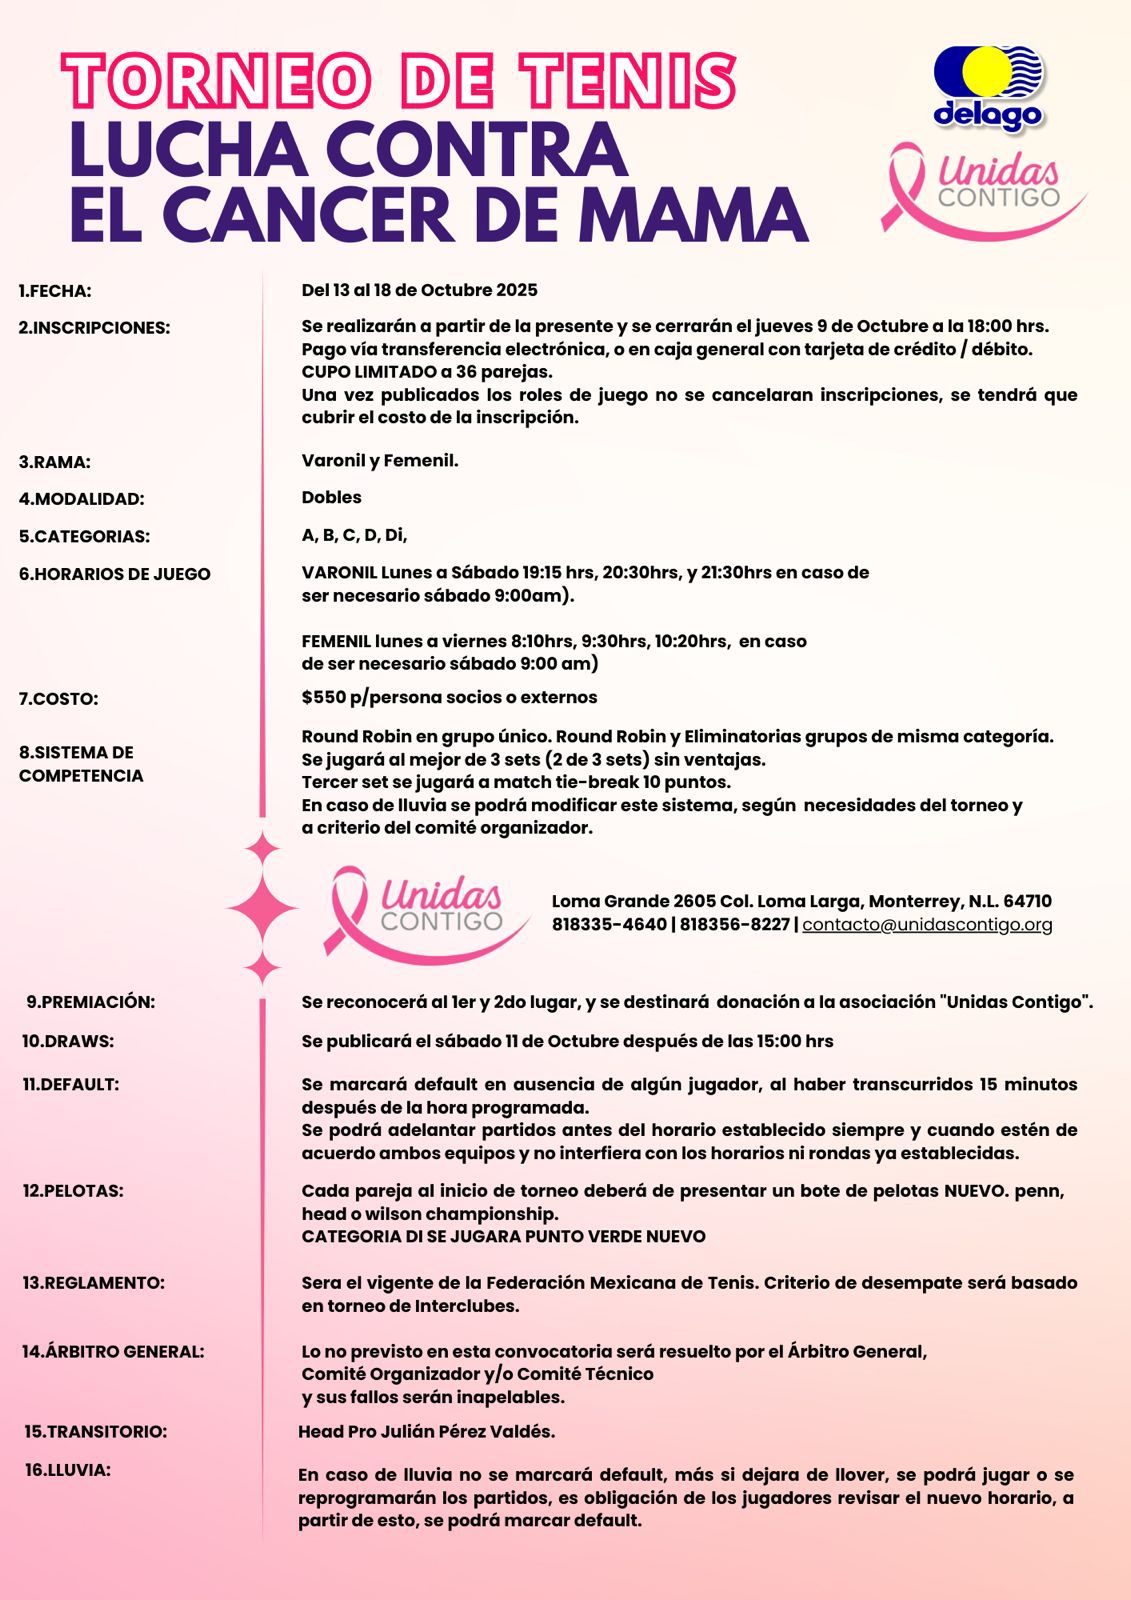 TORNEO DE TENIS
LUCHA CONTRA
EL CANCER DE MAMA
delago
Unidas
CONTIGO
1.FECHA:
Del 13 al 18 de Octubre 2025
2.INSCRIPCIONES:
Se realizarán a partir de la presente y se cerrarán el jueves 9 de Octubre a la 18:00 hrs.
Pago vía transferencia electrónica, o en caja general con tarjeta de crédito / débito.
CUPO LIMITADO a 36 parejas.
Una vez publicados los roles de juego no se cancelaran inscripciones, se tendrá que
cubrir el costo de la inscripción.
3.RAMA:
Varonil y Femenil.
4.MODALIDAD:
Dobles
5.CATEGORIAS:
A, B, C, D, Di,
6.HORARIOS DE JUEGO
VARONIL Lunes a Sábado 19:15 hrs, 20:30hrs, y 21:30hrs en caso de
ser necesario sábado 9:00am).
FEMENIL lunes a viernes 8:10hrs, 9:30hrs, 10:20hrs, en caso
de ser necesario sábado 9:00 am)
7.COSTO:
$550 p/persona socios o externos
8.SISTEMA DE
COMPETENCIA
Round Robin en grupo único. Round Robin y Eliminatorias grupos de misma categoría.
Se jugará al mejor de 3 sets (2 de 3 sets) sin ventajas.
Tercer set se jugará a match tie-break 10 puntos.
En caso de lluvia se podrá modificar este sistema, según necesidades del torneo y
a criterio del comité organizador.
Unidas
CONTIGO
Loma Grande 2605 Col. Loma Larga, Monterrey, N.L. 64710
818335-4640 | 818356-8227 | contacto@unidascontigo.org
9.PREMIACIÓN:
Se reconocerá al 1er y 2do lugar, y se destinará donación a la asociación "Unidas Contigo".
10.DRAWS:
Se publicará el sábado 11 de Octubre después de las 15:00 hrs
11.DEFAULT:
Se marcará default en ausencia de algún jugador, al haber transcurridos 15 minutos
después de la hora programada.
Se podrá adelantar partidos antes del horario establecido siempre y cuando estén de
acuerdo ambos equipos y no interfiera con los horarios ni rondas ya establecidas.
12.PELOTAS:
Cada pareja al inicio de torneo deberá de presentar un bote de pelotas NUEVO. penn,
head o wilson championship.
CATEGORIA DI SE JUGARA PUNTO VERDE NUEVO
13.REGLAMENTO:
Sera el vigente de la Federación Mexicana de Tenis. Criterio de desempate será basado
en torneo de Interclubes.
14.ÁRBITRO GENERAL:
Lo no previsto en esta convocatoria será resuelto por el Árbitro General,
Comité Organizador y/o Comité Técnico
y sus fallos serán inapelables.
15.TRANSITORIO:
Head Pro Julián Pérez Valdés.
16.LLUVIA:
En caso de lluvia no se marcará default, más si dejara de llover, se podrá jugar o se
reprogramarán los partidos, es obligación de los jugadores revisar el nuevo horario, a
partir de esto, se podrá marcar default.